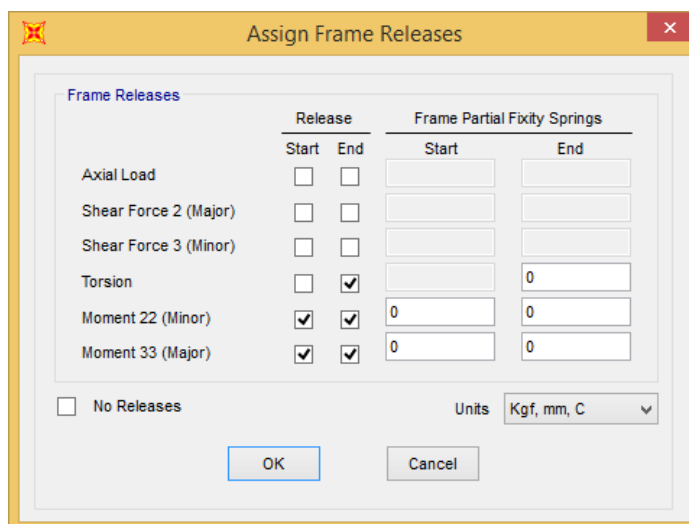 Assign Frame Releases
Frame Releases
Release Frame Partial Fixity Springs
Start End Start End
Axial Load
Shear Force 2 (Major)
Shear Force 3 (Minor)
Torsion 0
Moment 22 (Minor) 0 0
Moment 33 (Major) 0 0
No Releases Units Kgf, mm, C
OK Cancel